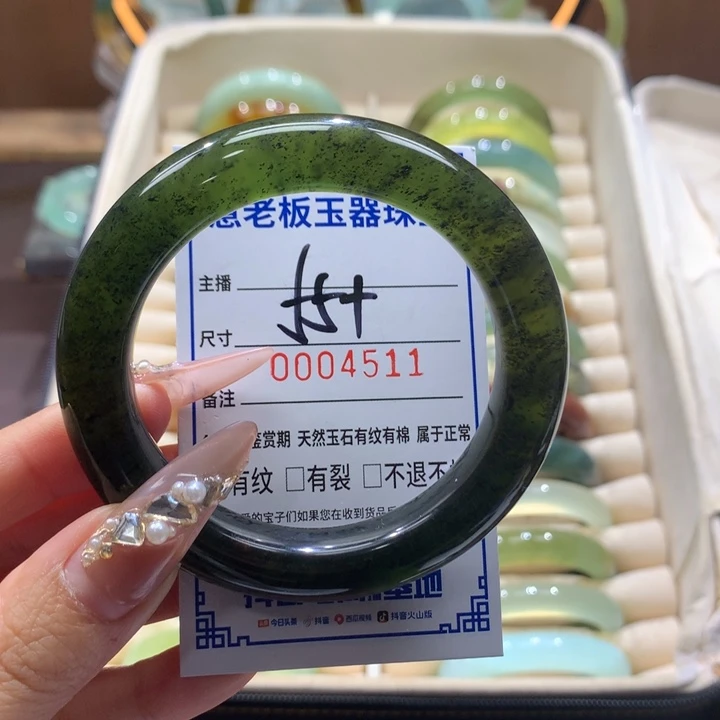 老板玉器珠
主播
554
尺寸
0004511
备注
鉴赏期 天然玉石有纹有棉 属于正常
有纹 □有裂 □不退不
的宝子们如果您在收到货品
基地
今日头条 抖音 西瓜视频 抖音火山版